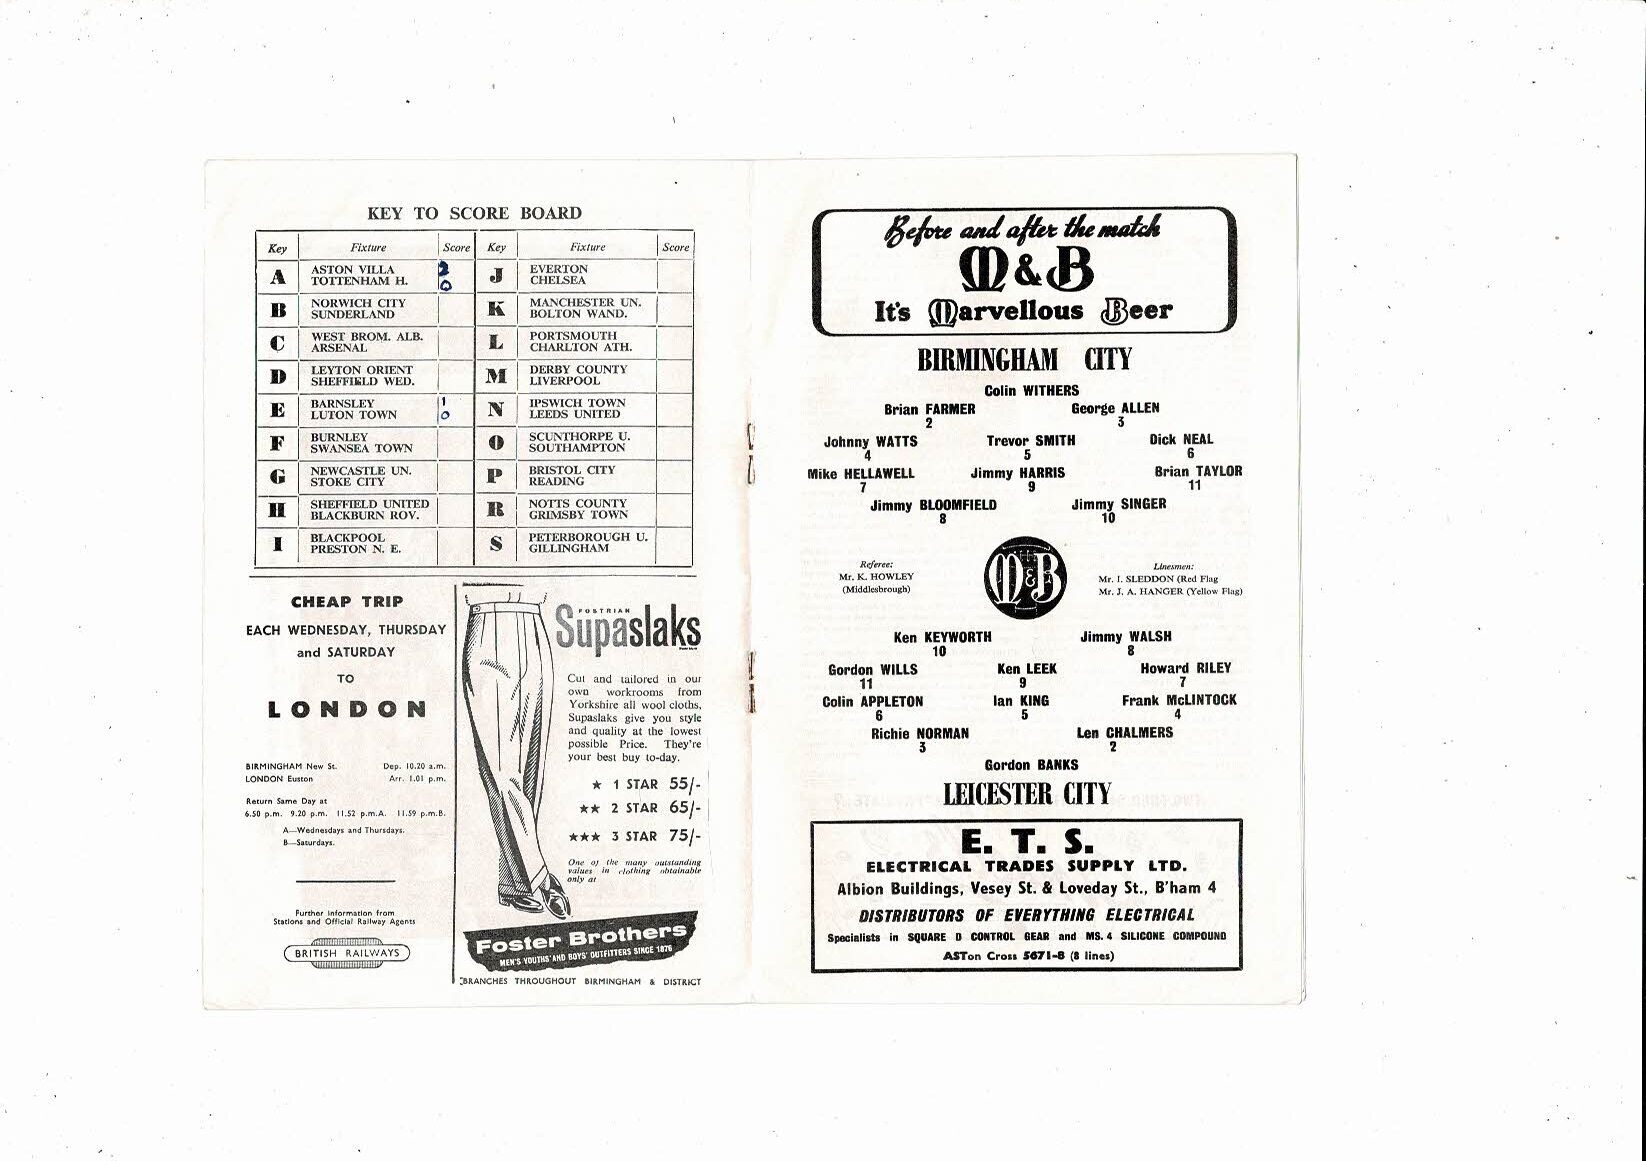 KEY TO SCORE BOARD
Key Fixture Score Key Fixture Score
A ASTON VILLA 2 J EVERTON
TOTTENHAM H. 0 CHELSEA
B NORWICH CITY K MANCHESTER UN.
SUNDERLAND BOLTON WAND.
C WEST BROM. ALB. L PORTSMOUTH
ARSENAL CHARLTON ATH.
D LEYTON ORIENT M DERBY COUNTY
SHEFFIELD WED. LIVERPOOL
E BARNSLEY 1 N IPSWICH TOWN
LUTON TOWN 0 LEEDS UNITED
F BURNLEY O SCUNTHORPE U.
SWANSEA TOWN SOUTHAMPTON
G NEWCASTLE UN. P BRISTOL CITY
STOKE CITY READING
H SHEFFIELD UNITED R NOTTS COUNTY
BLACKBURN ROV. GRIMSBY TOWN
I BLACKPOOL S PETERBOROUGH U.
PRESTON N. E. GILLINGHAM
CHEAP TRIP
EACH WEDNESDAY, THURSDAY
and SATURDAY
TO
LONDON
BIRMINGHAM New St. Dep. 10.20 a.m.
LONDON Euston Arr. 1.01 p.m.
Return Same Day at
6.50 p.m. 9.20 p.m. 11.52 p.m.A. 11.59 p.m.B.
A—Wednesdays and Thursdays.
B—Saturdays.
Further information from
Stations and Official Railway Agents
BRITISH RAILWAYS
FOSTRIAN
Supaslaks
Cut and tailored in our
own workrooms from
Yorkshire all wool cloths,
Supaslaks give you style
and quality at the lowest
possible Price. They're
your best buy to-day.
★ 1 STAR 55/-
★★ 2 STAR 65/-
★★★ 3 STAR 75/-
One of the many outstanding
values in clothing obtainable
only at
Foster Brothers
MEN'S YOUTHS' AND BOYS' OUTFITTERS SINCE 1876
BRANCHES THROUGHOUT BIRMINGHAM & DISTRICT
Before and after the match
M&B
It's Marvellous Beer
BIRMINGHAM CITY
Colin WITHERS
Brian FARMER George ALLEN
2 3
Johnny WATTS Trevor SMITH Dick NEAL
4 5 6
Mike HELLAWELL Jimmy HARRIS Brian TAYLOR
7 9 11
Jimmy BLOOMFIELD Jimmy SINGER
8 10
Referee:
Mr. K. HOWLEY
(Middlesbrough)
M&B
Linesmen:
Mr. I. SLEDDON (Red Flag
Mr. J. A. HANGER (Yellow Flag)
Ken KEYWORTH Jimmy WALSH
10 8
Gordon WILLS Ken LEEK Howard RILEY
11 9 7
Colin APPLETON Ian KING Frank McLINTOCK
6 5 4
Richie NORMAN Len CHALMERS
3 2
Gordon BANKS
LEICESTER CITY
E. T. S.
ELECTRICAL TRADES SUPPLY LTD.
Albion Buildings, Vesey St. & Loveday St., B'ham 4
DISTRIBUTORS OF EVERYTHING ELECTRICAL
Specialists in SQUARE D CONTROL GEAR and MS.4 SILICONE COMPOUND
ASTon Cross 5671-8 (8 lines)